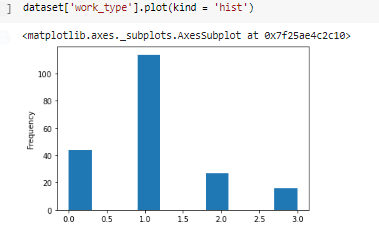 ] dataset['work_type'].plot(kind = 'hist')
<matplotlib.axes._subplots.AxesSubplot at 0x7f25ae4c2c10>
100
80
60
40
20
0
Frequency
0.0 0.5 1.0 1.5 2.0 2.5 3.0